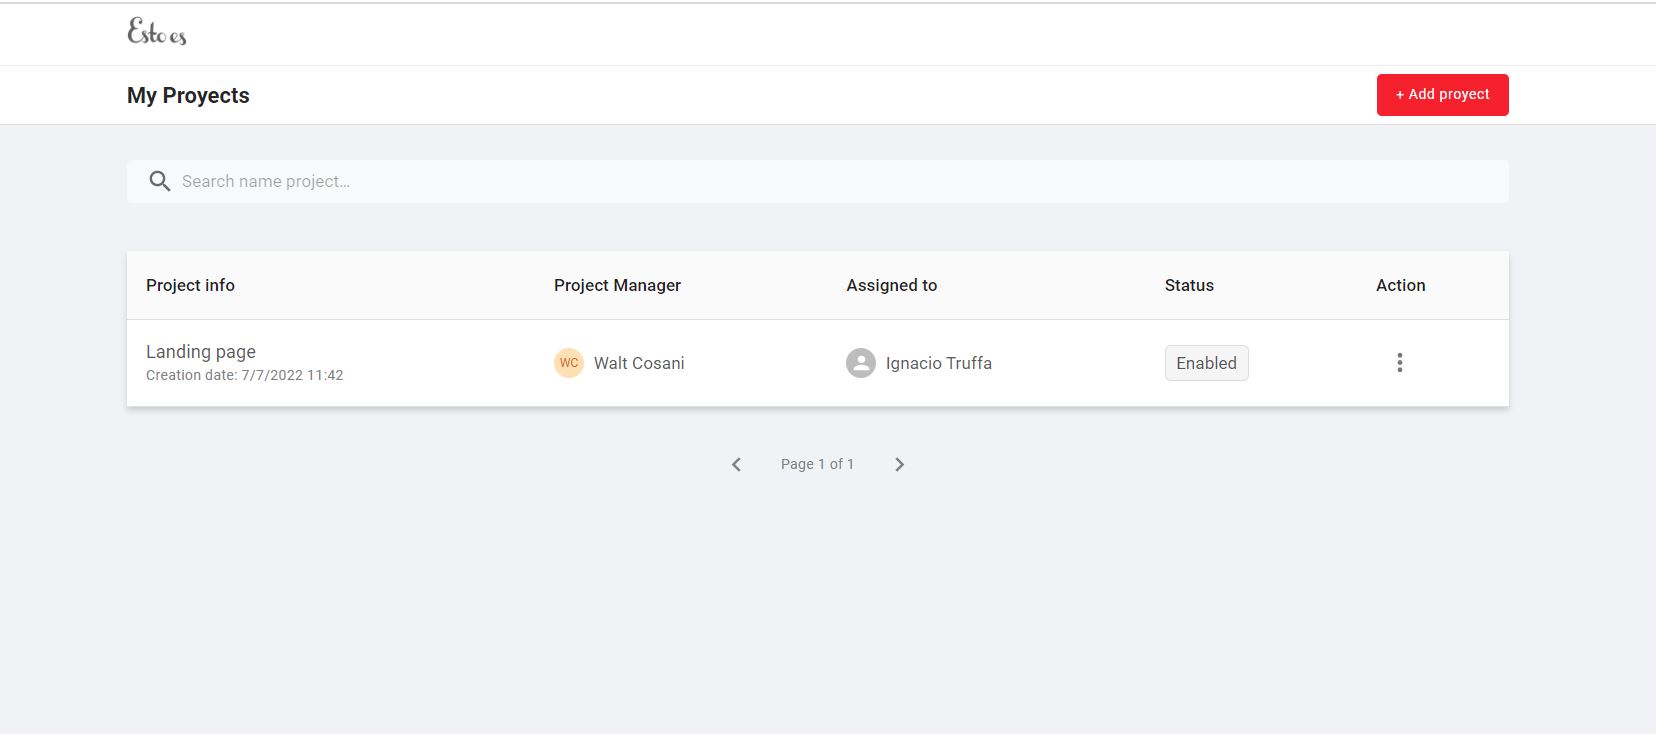 Esto es
My Proyects
+ Add proyect
Search name project...
Project info Project Manager Assigned to Status Action
Landing page
Creation date: 7/7/2022 11:42
WC Walt Cosani
Ignacio Truffa
Enabled
Page 1 of 1